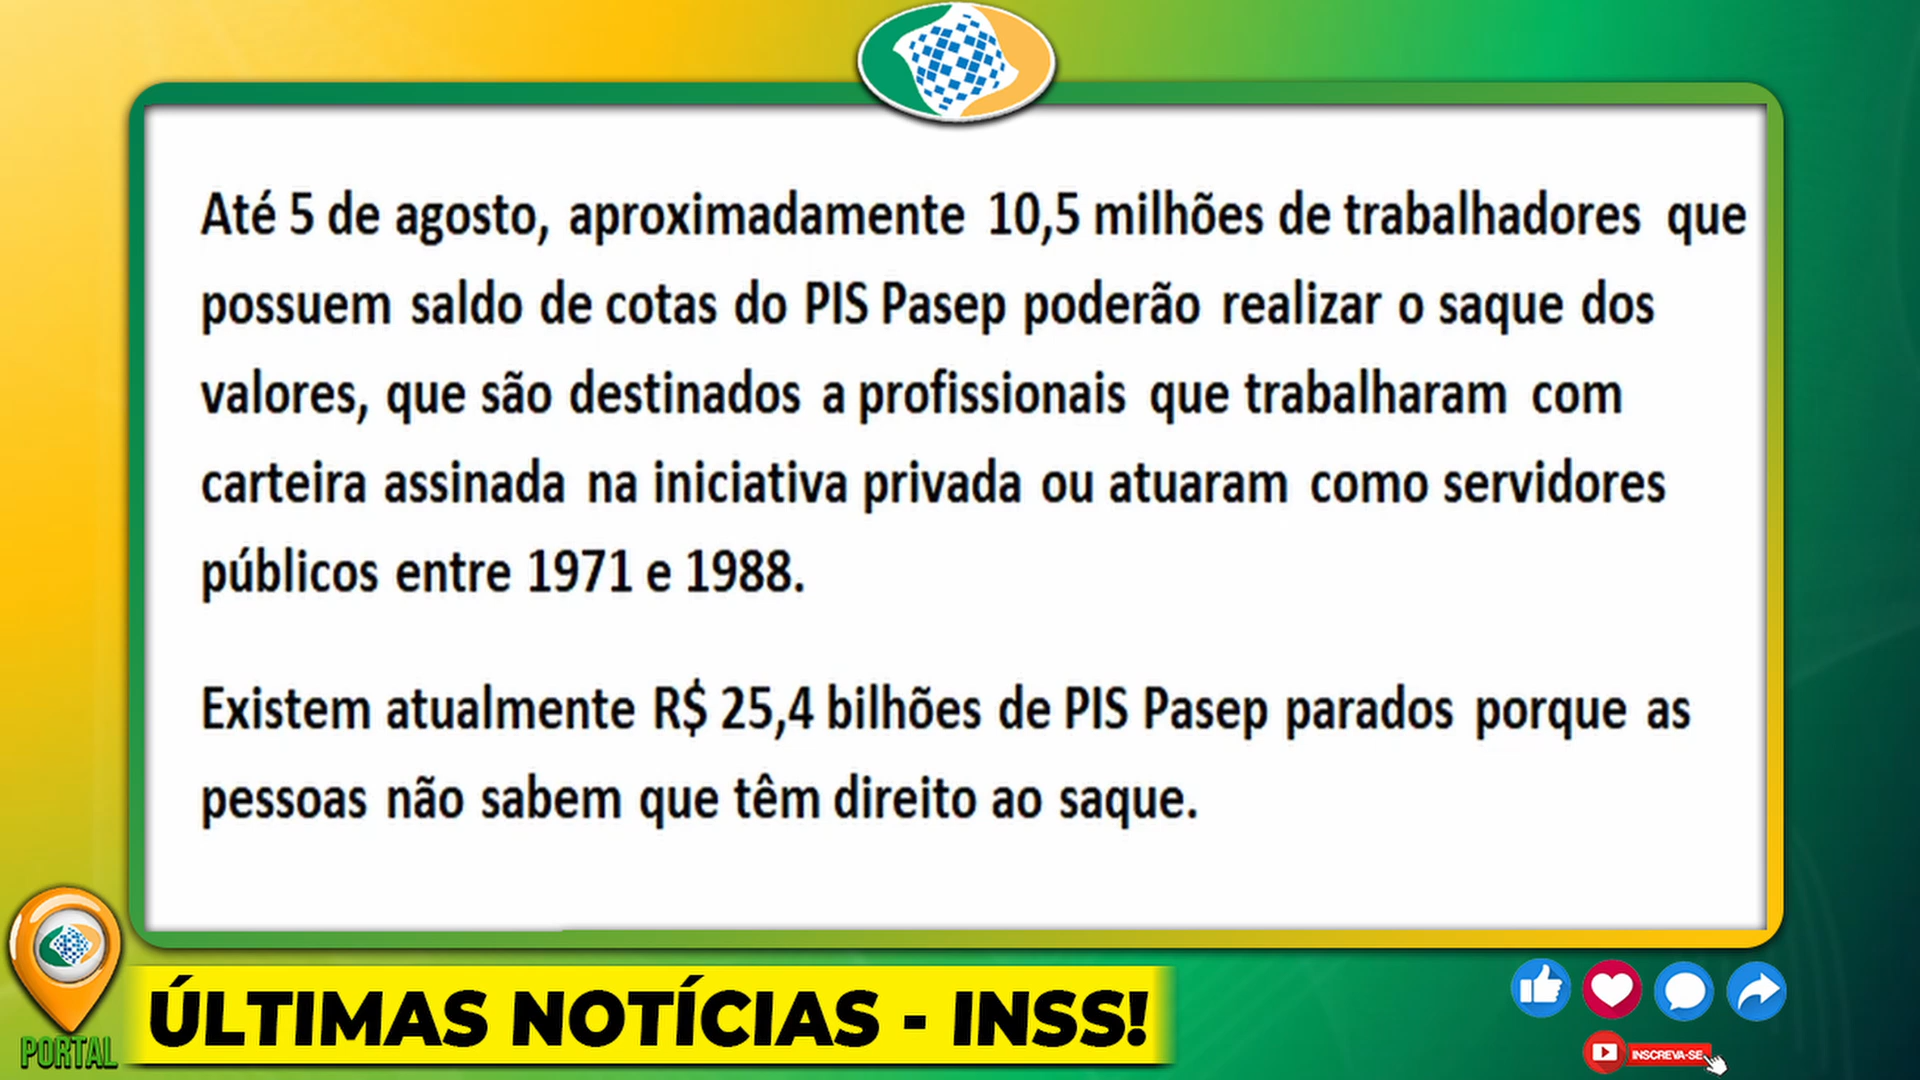 Até 5 de agosto, aproximadamente 10,5 milhões de trabalhadores que
possuem saldo de cotas do PIS Pasep poderão realizar o saque dos
valores, que são destinados a profissionais que trabalharam com
carteira assinada na iniciativa privada ou atuaram como servidores
públicos entre 1971 e 1988.
Existem atualmente R$ 25,4 bilhões de PIS Pasep parados porque as
pessoas não sabem que têm direito ao saque.
PORTAL
ÚLTIMAS NOTÍCIAS - INSS!
INSCREVA-SE